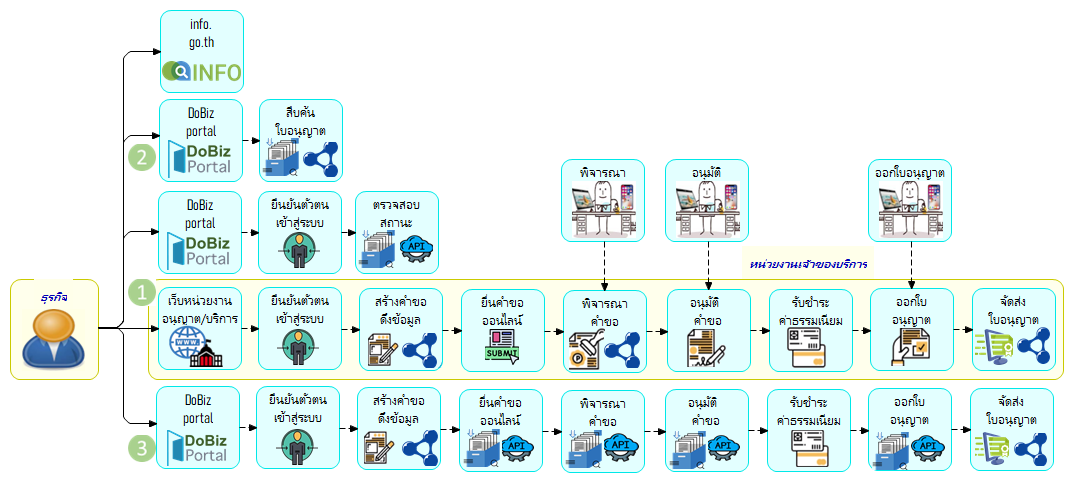 info.
go.th
INFO
DoBiz
portal
DoBiz
Portal
สืบค้น
ใบอนุญาต
2
พิจารณา
อนุมัติ
ออกใบอนุญาต
DoBiz
portal
DoBiz
Portal
ยืนยันตัวตน
เข้าสู่ระบบ
ตรวจสอบ
สถานะ
API
หน่วยงานเจ้าของบริการ
ธุรกิจ
1
เว็บหน่วยงาน
อนุญาต/บริการ
WWW
ยืนยันตัวตน
เข้าสู่ระบบ
สร้างคำขอ
ดึงข้อมูล
ยื่นคำขอ
ออนไลน์
SUBMIT
พิจารณา
คำขอ
อนุมัติ
คำขอ
รับชำระ
ค่าธรรมเนียม
ออกใบ
อนุญาต
จัดส่ง
ใบอนุญาต
3
DoBiz
portal
DoBiz
Portal
ยืนยันตัวตน
เข้าสู่ระบบ
สร้างคำขอ
ดึงข้อมูล
ยื่นคำขอ
ออนไลน์
API
พิจารณา
คำขอ
API
อนุมัติ
คำขอ
API
รับชำระ
ค่าธรรมเนียม
ออกใบ
อนุญาต
API
จัดส่ง
ใบอนุญาต